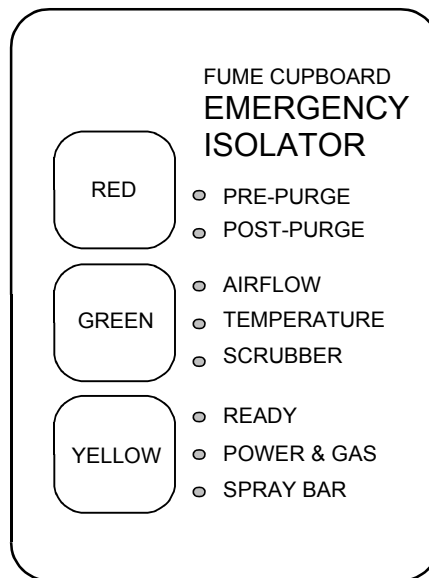 FUME CUPBOARD
EMERGENCY
ISOLATOR
RED
PRE-PURGE
POST-PURGE
GREEN
AIRFLOW
TEMPERATURE
SCRUBBER
YELLOW
READY
POWER & GAS
SPRAY BAR